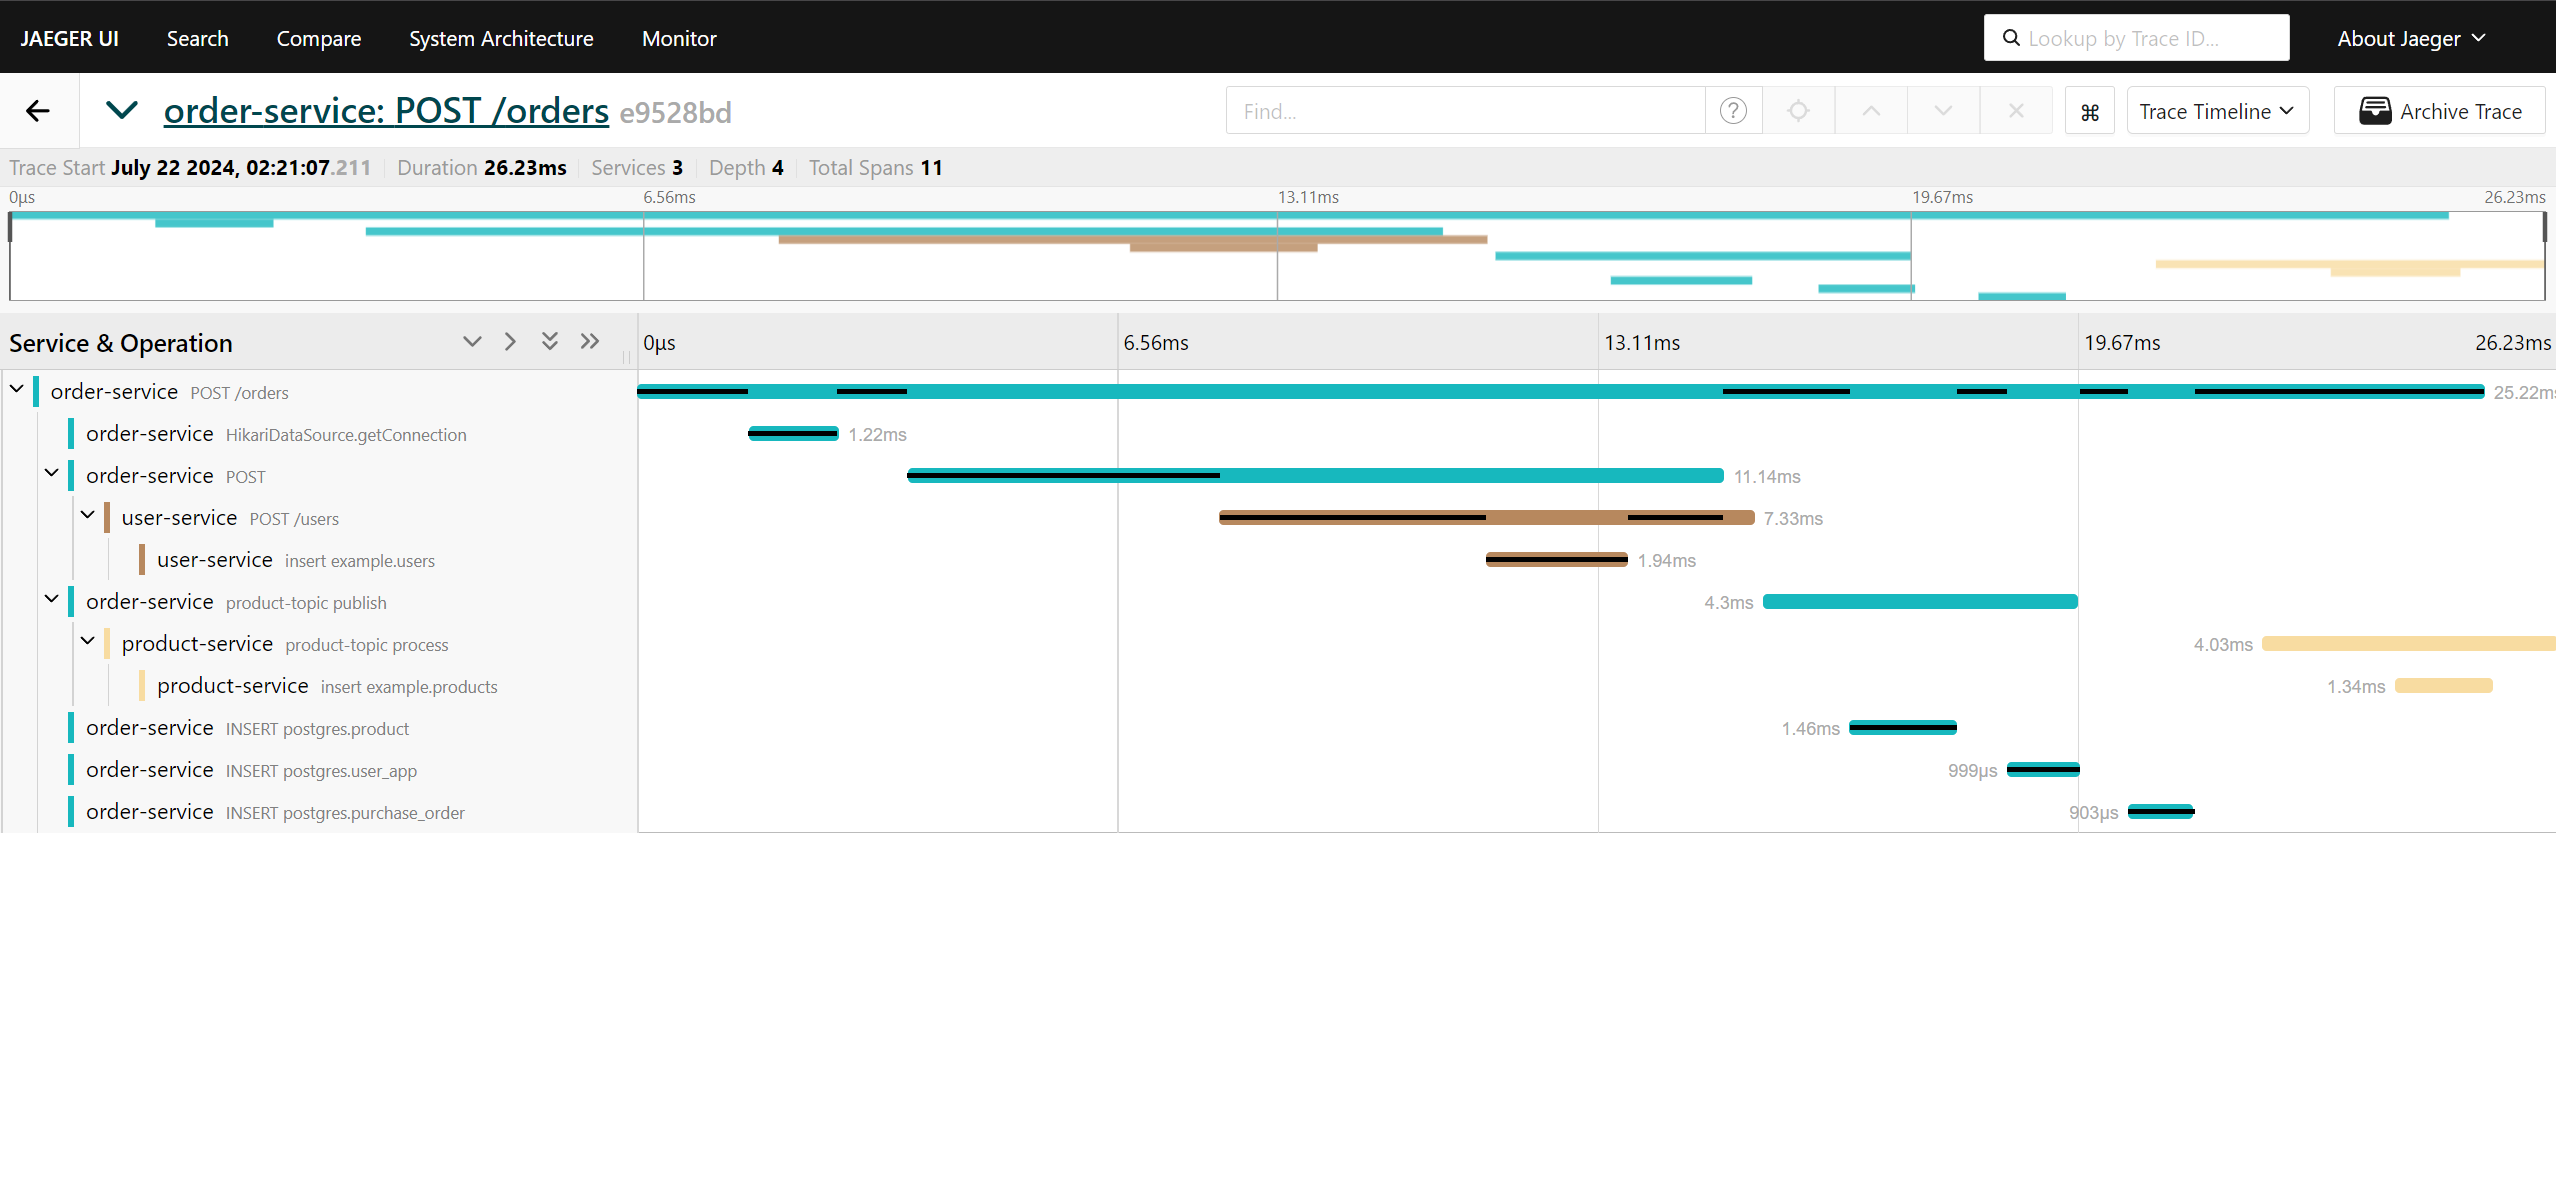 JAEGER UI Search Compare System Architecture Monitor Lookup by Trace ID... About Jaeger
order-service: POST /orders e9528bd Find... ? ⌘ Trace Timeline Archive Trace
Trace Start July 22 2024, 02:21:07.211 Duration 26.23ms Services 3 Depth 4 Total Spans 11
0μs 6.56ms 13.11ms 19.67ms 26.23ms
Service & Operation 0μs 6.56ms 13.11ms 19.67ms 26.23ms
order-service POST /orders 25.22ms
order-service HikariDataSource.getConnection 1.22ms
order-service POST 11.14ms
user-service POST /users 7.33ms
user-service insert example.users 1.94ms
order-service product-topic publish 4.3ms
product-service product-topic process 4.03ms
product-service insert example.products 1.34ms
order-service INSERT postgres.product 1.46ms
order-service INSERT postgres.user_app 999μs
order-service INSERT postgres.purchase_order 903μs